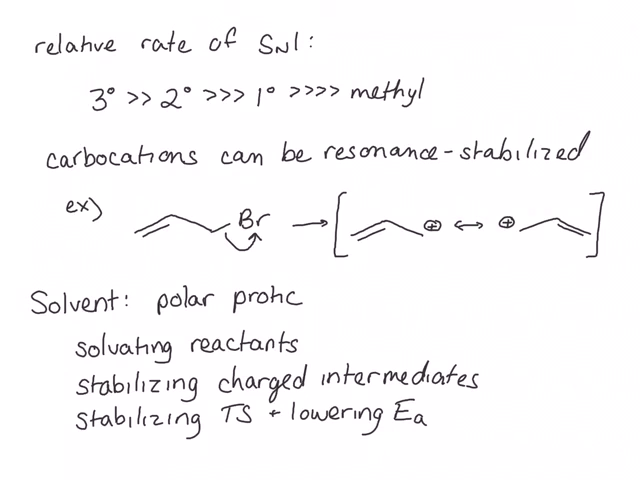 relative rate of SN1:
3° >> 2° >>> 1° >>>> methyl
carbocations can be resonance-stabilized
ex) Br → [ ⊕ ↔ ⊕ ]
Solvent: polar protic
solvating reactants
stabilizing charged intermediates
stabilizing TS + lowering Ea